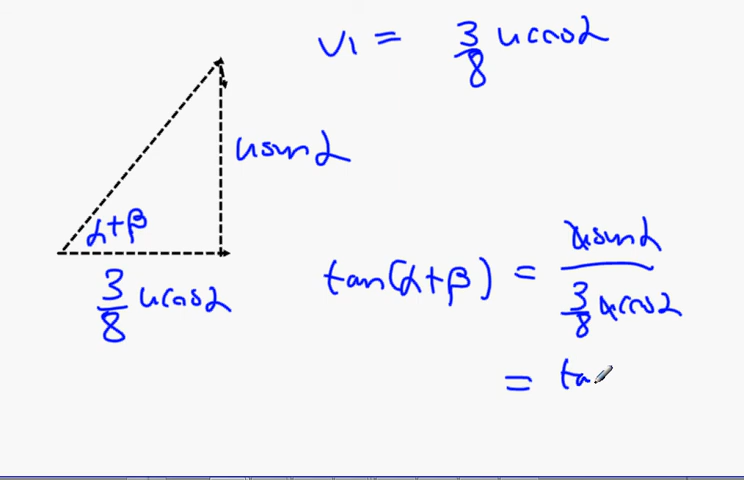 v₁ = 3/8 u cos α
u sin α
α+β
3/8 u cos α
tan(α+β) = u sin α / 3/8 u cos α
= ta